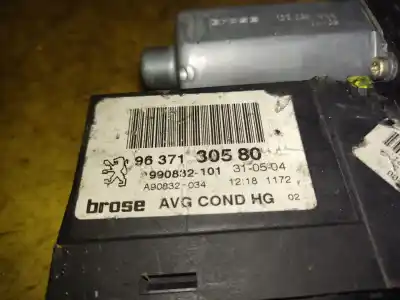 brose
96 371 305 80
990832-101 31-05-04
A90832-034 12:18 1172
brose AVG COND HG 02